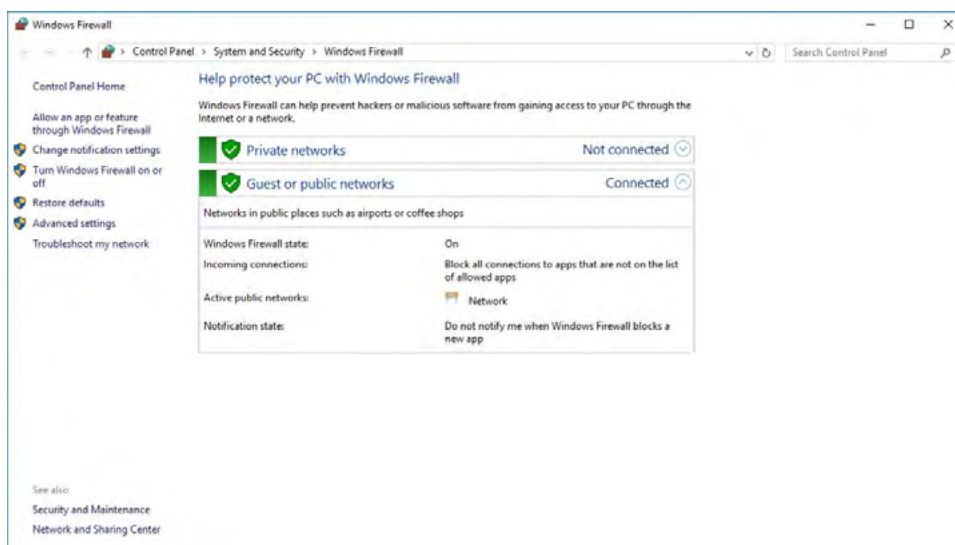 Windows Firewall
Control Panel > System and Security > Windows Firewall
Search Control Panel
Control Panel Home
Allow an app or feature
through Windows Firewall
Change notification settings
Turn Windows Firewall on or
off
Restore defaults
Advanced settings
Troubleshoot my network
See also
Security and Maintenance
Network and Sharing Center
Help protect your PC with Windows Firewall
Windows Firewall can help prevent hackers or malicious software from gaining access to your PC through the
Internet or a network.
Private networks Not connected
Guest or public networks Connected
Networks in public places such as airports or coffee shops
Windows Firewall state: On
Incoming connections: Block all connections to apps that are not on the list
of allowed apps
Active public networks: Network
Notification state: Do not notify me when Windows Firewall blocks a
new app